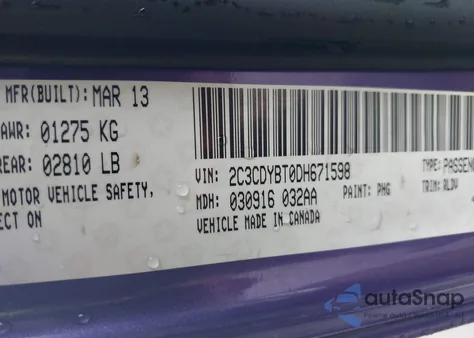 MFR(BUILT): MAR 13
AWR: 01275 KG
REAR: 02810 LB
MOTOR VEHICLE SAFETY,
ECT ON
VIN: 2C3CDYBT0DH671598
TYPE: PASSEN
MDH: 030916 032AA
PAINT: PHG
TRIM: RLDV
VEHICLE MADE IN CANADA
autoSnap